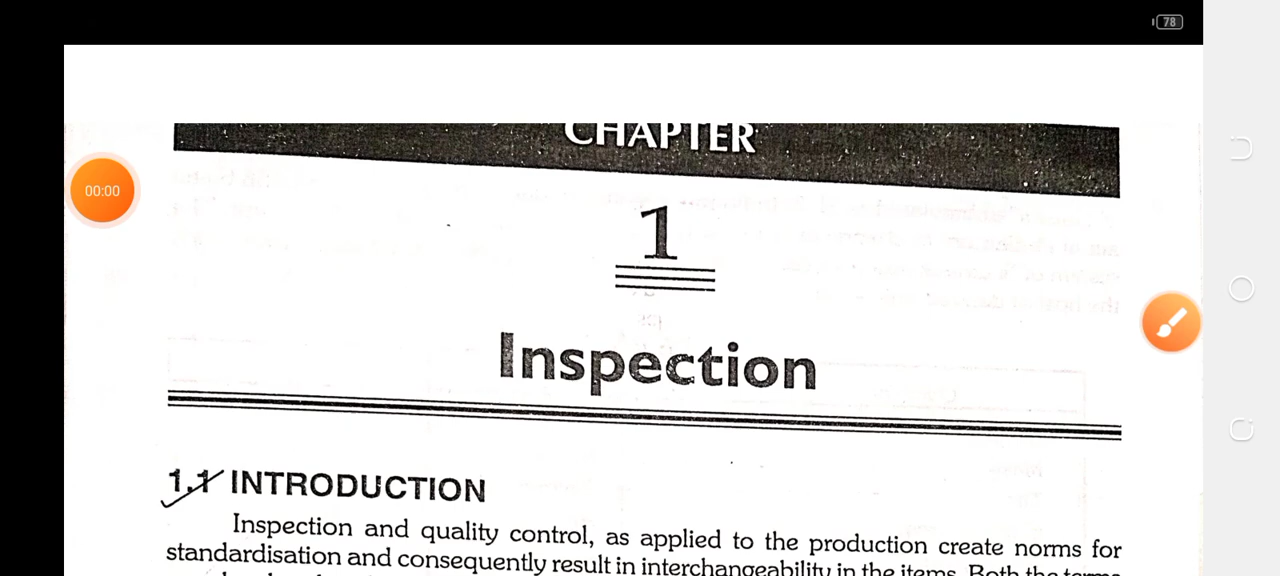 78
CHAPTER
00:00
1
Inspection
1.1 INTRODUCTION
Inspection and quality control, as applied to the production create norms for
standardisation and consequently result in interchangeability in the items. Both the terms